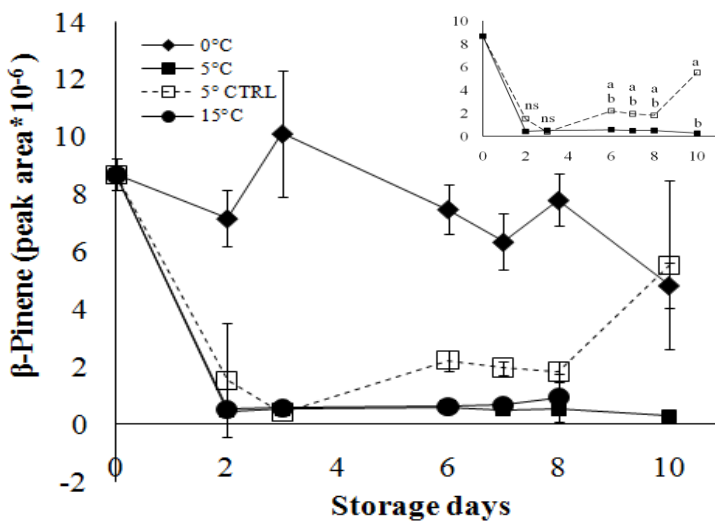 β-Pinene (peak area*10⁻⁶)
14
12
10
8
6
4
2
0
-2
0 2 4 6 8 10
Storage days
0°C
5°C
5° CTRL
15°C
10
8
6
4
2
0
0 2 4 6 8 10
ns ns a a a a
b b b b